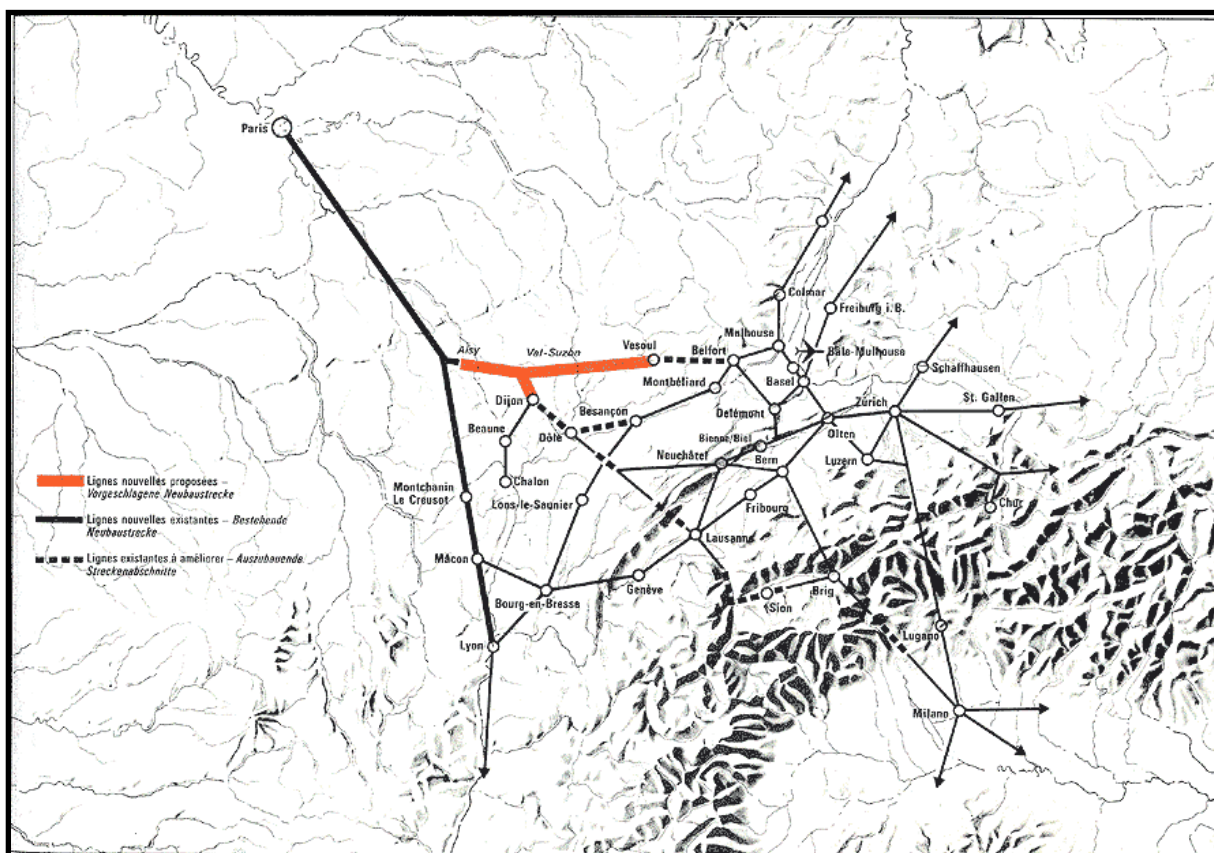 Paris
Colmar
Freiburg i. B.
Mulhouse
Bâle-Mulhouse
Aisy
Val-Suzon
Vesoul
Belfort
Schaffhausen
Montbéliard
Basel
Dijon
Besançon
Delémont
Zürich
St. Gallen
Beaune
Dôle
Bienne/Biel
Olten
Neuchâtel
Bern
Luzern
Lignes nouvelles proposées –
Vorgeschlagene Neubaustrecke
Chalon
Montchanin
Le Creusot
Lons-le-Saunier
Fribourg
Chur
Lignes nouvelles existantes – Bestehende
Neubaustrecke
Lausanne
Lignes existantes à améliorer – Auszubauende
Streckenabschnitte
Mâcon
Bourg-en-Bresse
Genève
Sion
Brig
Lyon
Lugano
Milano